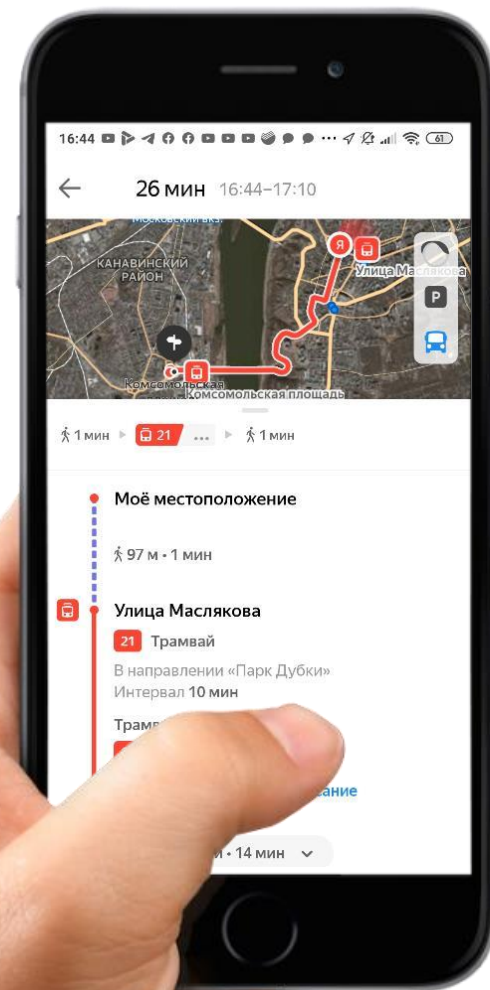 16:44
61
26 мин 16:44–17:10
Московский вкз.
КАНАВИНСКИЙ
РАЙОН
Я
Улица Маслякова
P
Комсомольская
Комсомольская площадь
1 мин 21 ... 1 мин
Моё местоположение
97 м • 1 мин
Улица Маслякова
21 Трамвай
В направлении «Парк Дубки»
Интервал 10 мин
• 14 мин